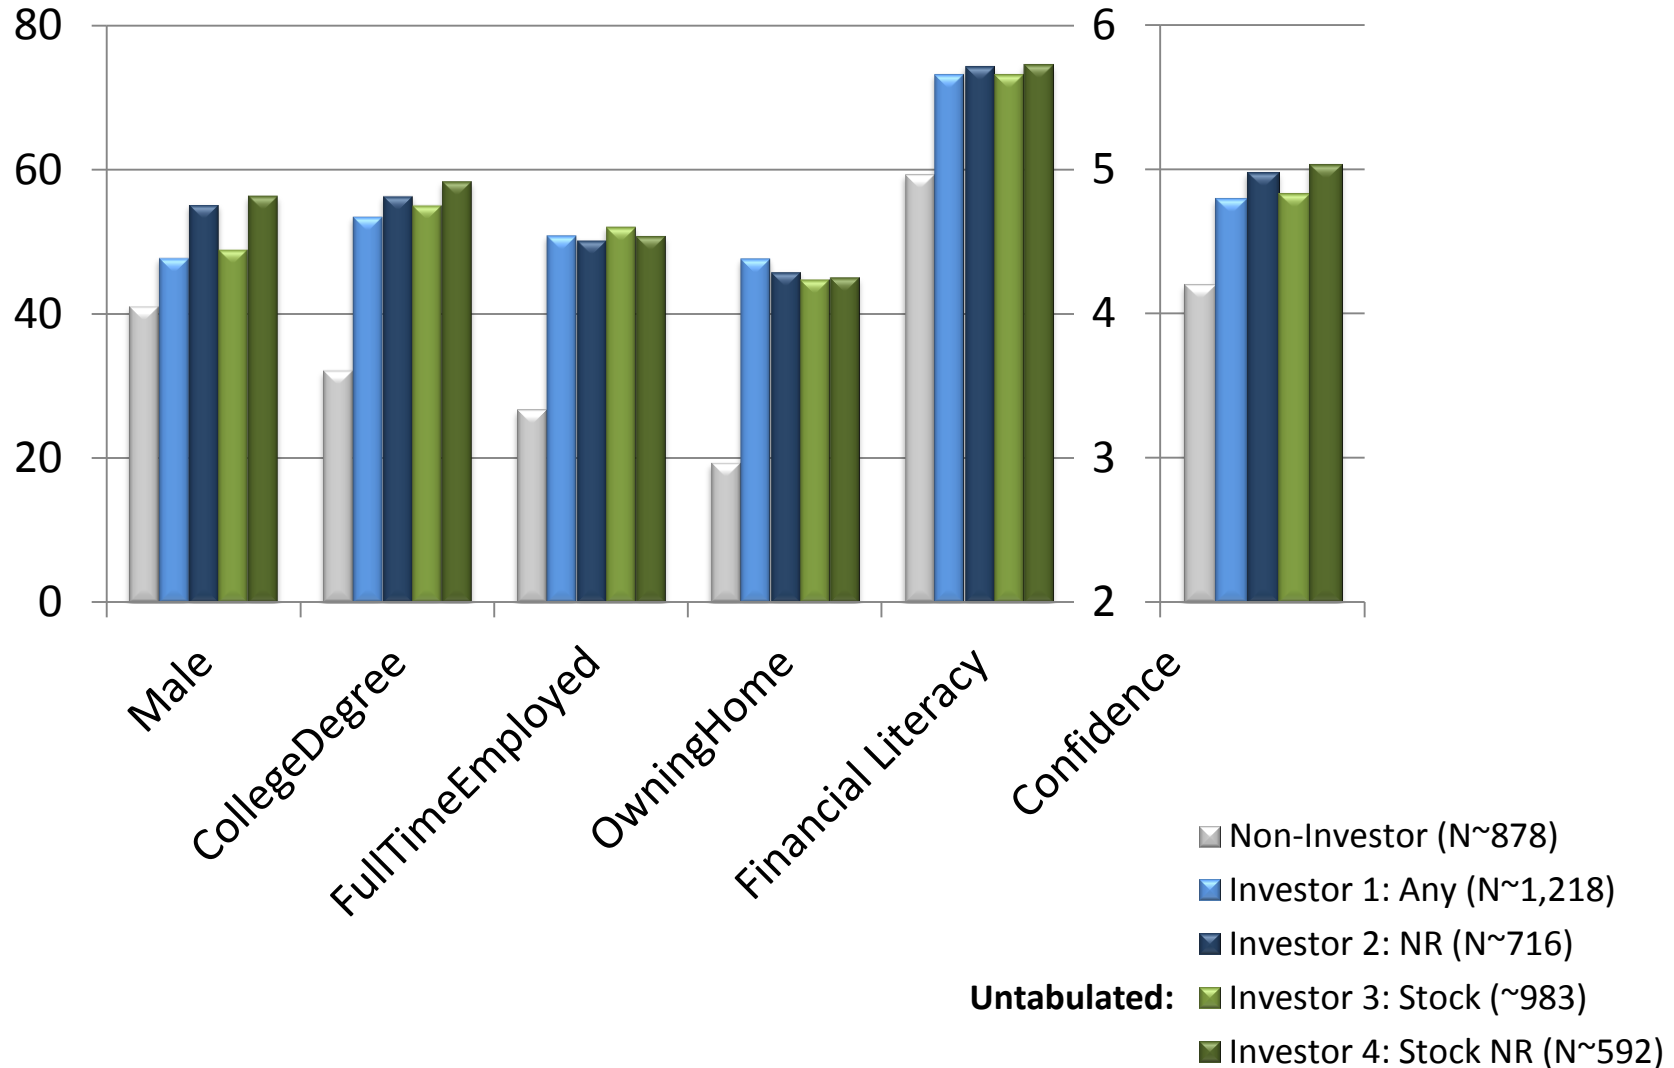 80
60
40
20
0
6
5
4
3
2
Male
CollegeDegree
FullTimeEmployed
OwningHome
Financial Literacy
Confidence
Non-Investor (N~878)
Investor 1: Any (N~1,218)
Investor 2: NR (N~716)
Untabulated: Investor 3: Stock (~983)
Investor 4: Stock NR (N~592)